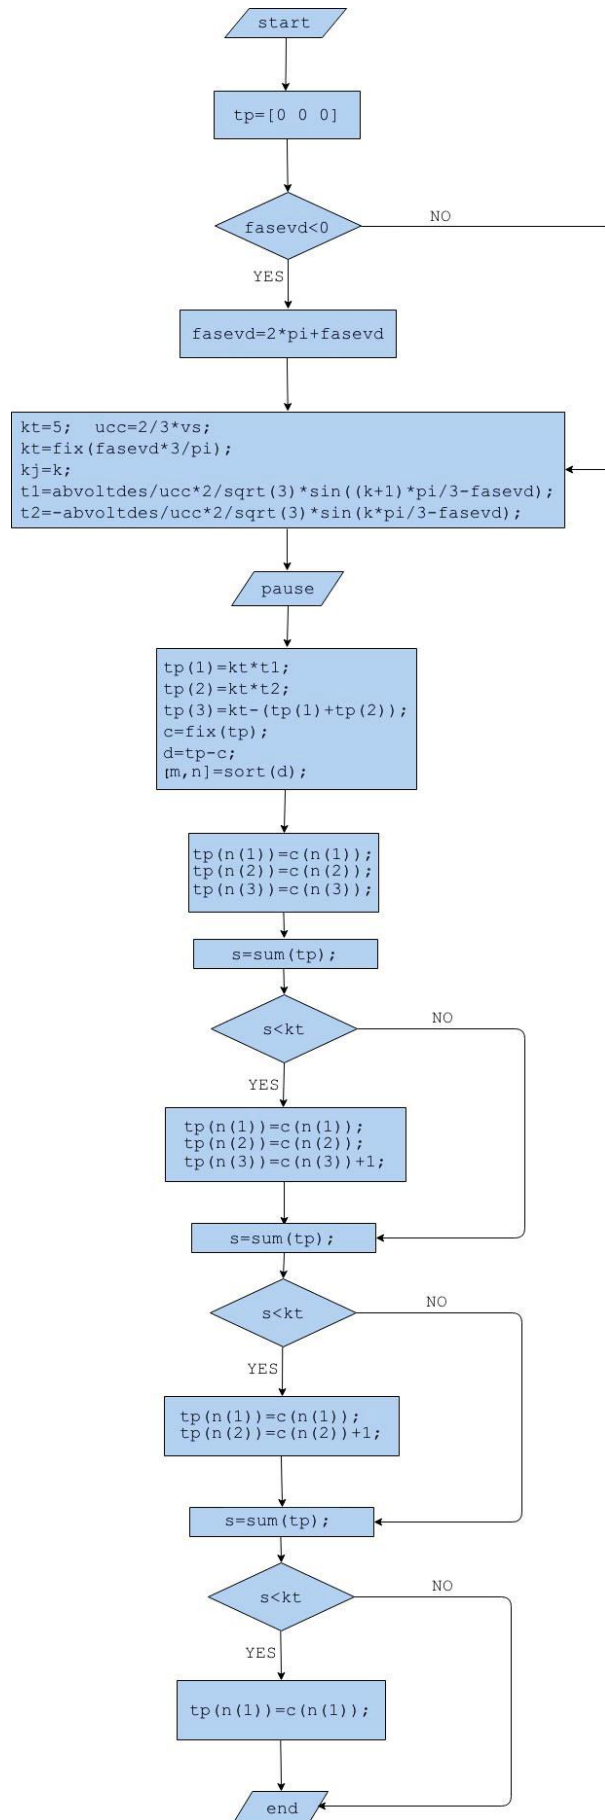 start
tp=[0 0 0]
fasevd<0
NO
YES
fasevd=2*pi+fasevd
kt=5;  ucc=2/3*vs;
kt=fix(fasevd*3/pi);
kj=k;
t1=abvoltdes/ucc*2/sqrt(3)*sin((k+1)*pi/3-fasevd);
t2=-abvoltdes/ucc*2/sqrt(3)*sin(k*pi/3-fasevd);
pause
tp(1)=kt*t1;
tp(2)=kt*t2;
tp(3)=kt-(tp(1)+tp(2));
c=fix(tp);
d=tp-c;
[m,n]=sort(d);
tp(n(1))=c(n(1));
tp(n(2))=c(n(2));
tp(n(3))=c(n(3));
s=sum(tp);
s<kt
NO
YES
tp(n(1))=c(n(1));
tp(n(2))=c(n(2));
tp(n(3))=c(n(3))+1;
s=sum(tp);
s<kt
NO
YES
tp(n(1))=c(n(1));
tp(n(2))=c(n(2))+1;
s=sum(tp);
s<kt
NO
YES
tp(n(1))=c(n(1));
end